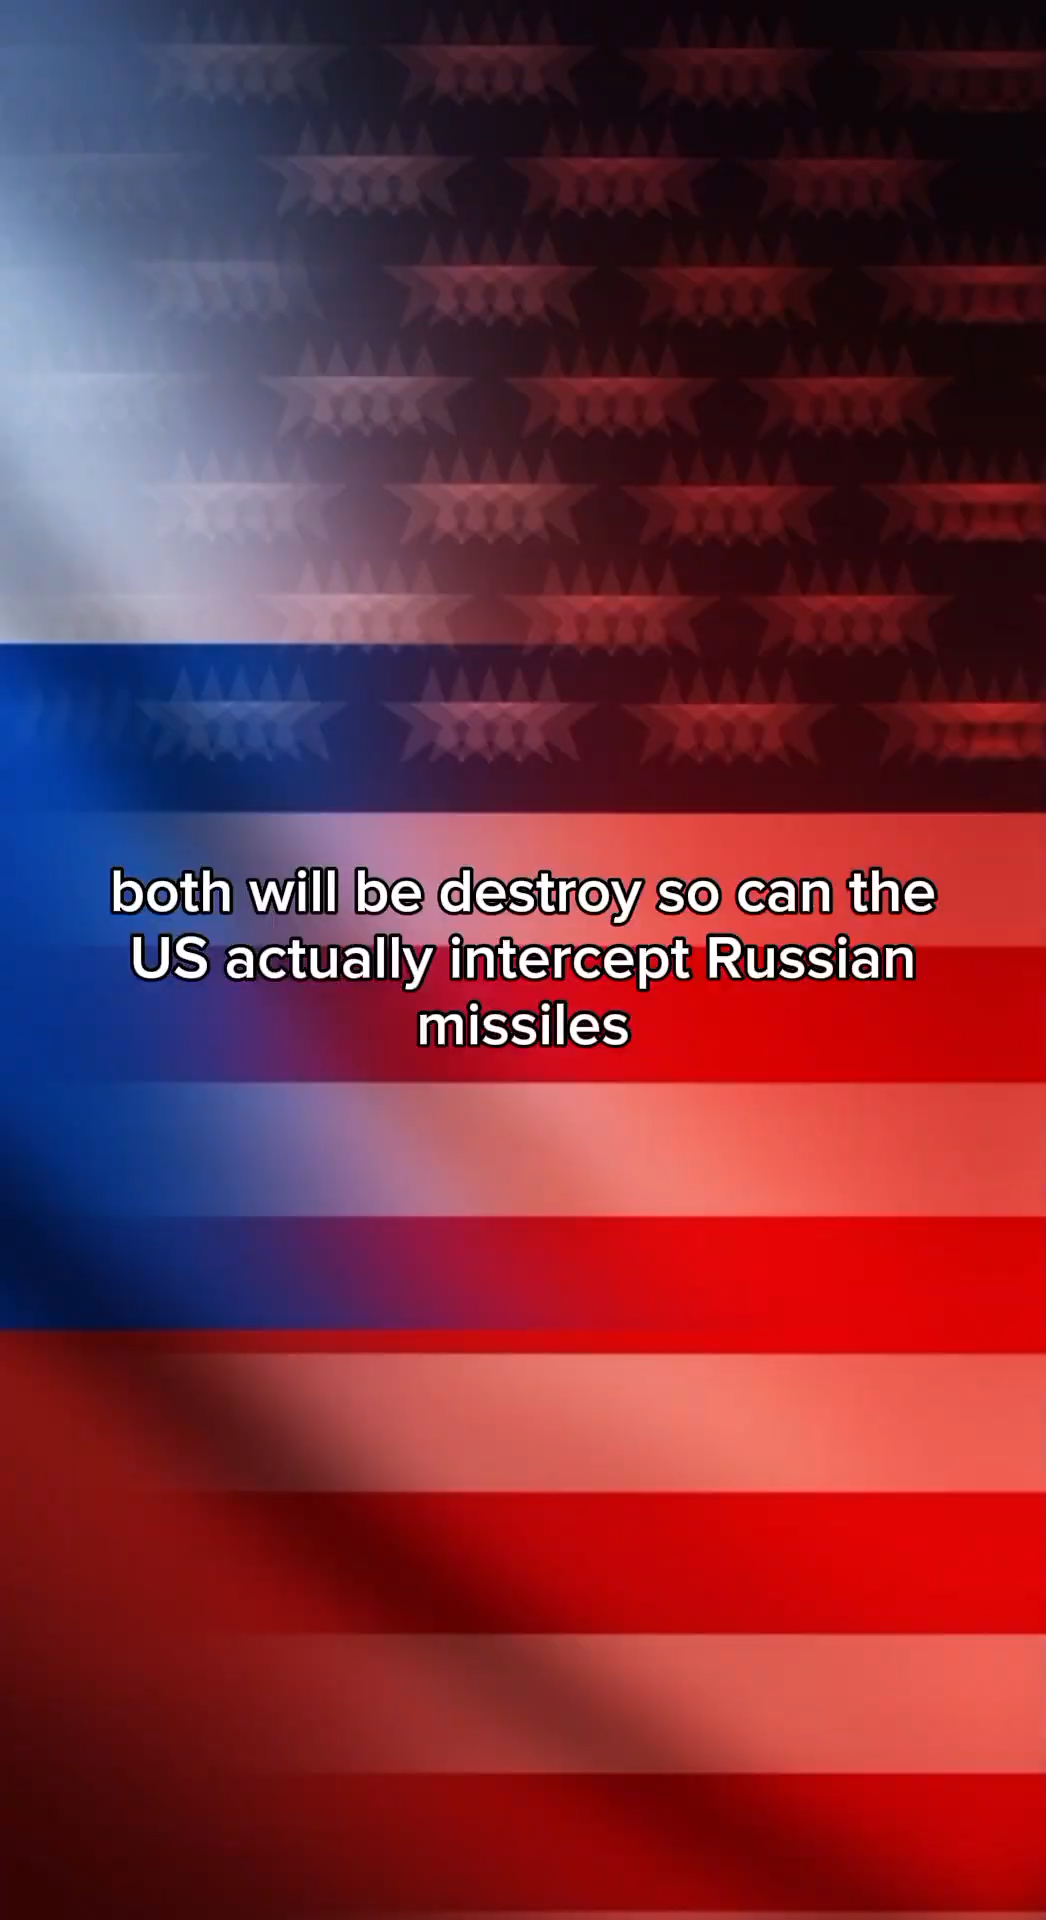 both will be destroy so can the
US actually intercept Russian
missiles